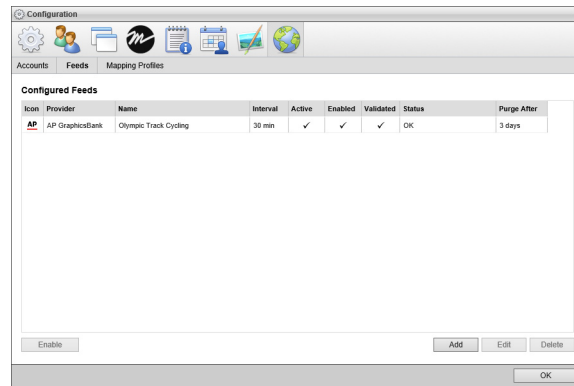 Configuration
Accounts Feeds Mapping Profiles
Configured Feeds
Icon Provider Name Interval Active Enabled Validated Status Purge After
AP AP GraphicsBank Olympic Track Cycling 30 min ✓ ✓ ✓ OK 3 days
Enable Add Edit Delete
OK